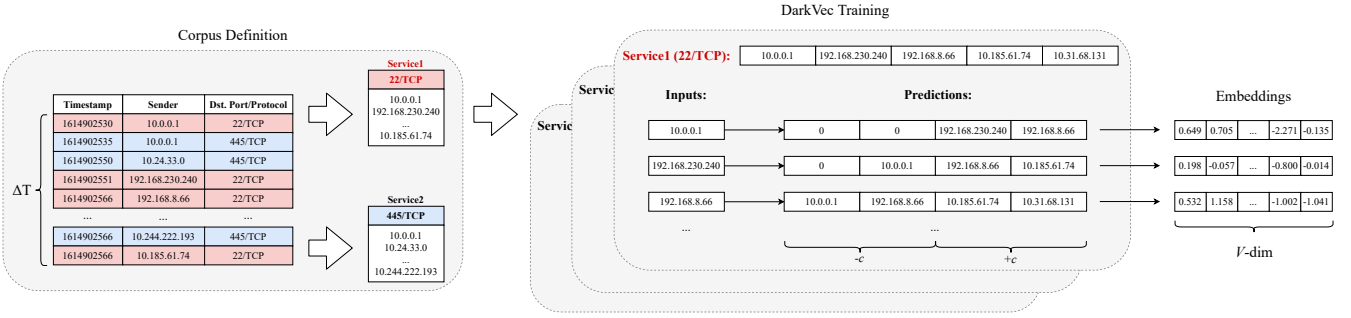 Corpus Definition
Timestamp Sender Dst. Port/Protocol
1614902530 10.0.0.1 22/TCP
1614902535 10.0.0.1 445/TCP
1614902550 10.24.33.0 445/TCP
1614902551 192.168.230.240 22/TCP
1614902566 192.168.8.66 22/TCP
... ... ...
1614902566 10.244.222.193 445/TCP
1614902566 10.185.61.74 22/TCP
ΔT
Service1
22/TCP
10.0.0.1
192.168.230.240
...
10.185.61.74
Service2
445/TCP
10.0.0.1
10.24.33.0
...
10.244.222.193
DarkVec Training
Service1 (22/TCP): 10.0.0.1 192.168.230.240 192.168.8.66 10.185.61.74 10.31.68.131
Servic
Servic
Inputs: Predictions:
10.0.0.1 0 0 192.168.230.240 192.168.8.66
192.168.230.240 0 10.0.0.1 192.168.8.66 10.185.61.74
192.168.8.66 10.0.0.1 192.168.8.66 10.185.61.74 10.31.68.131
... ...
-c +c
Embeddings
0.649 0.705 ... -2.271 -0.135
0.198 -0.057 ... -0.800 -0.014
0.532 1.158 ... -1.002 -1.041
V-dim